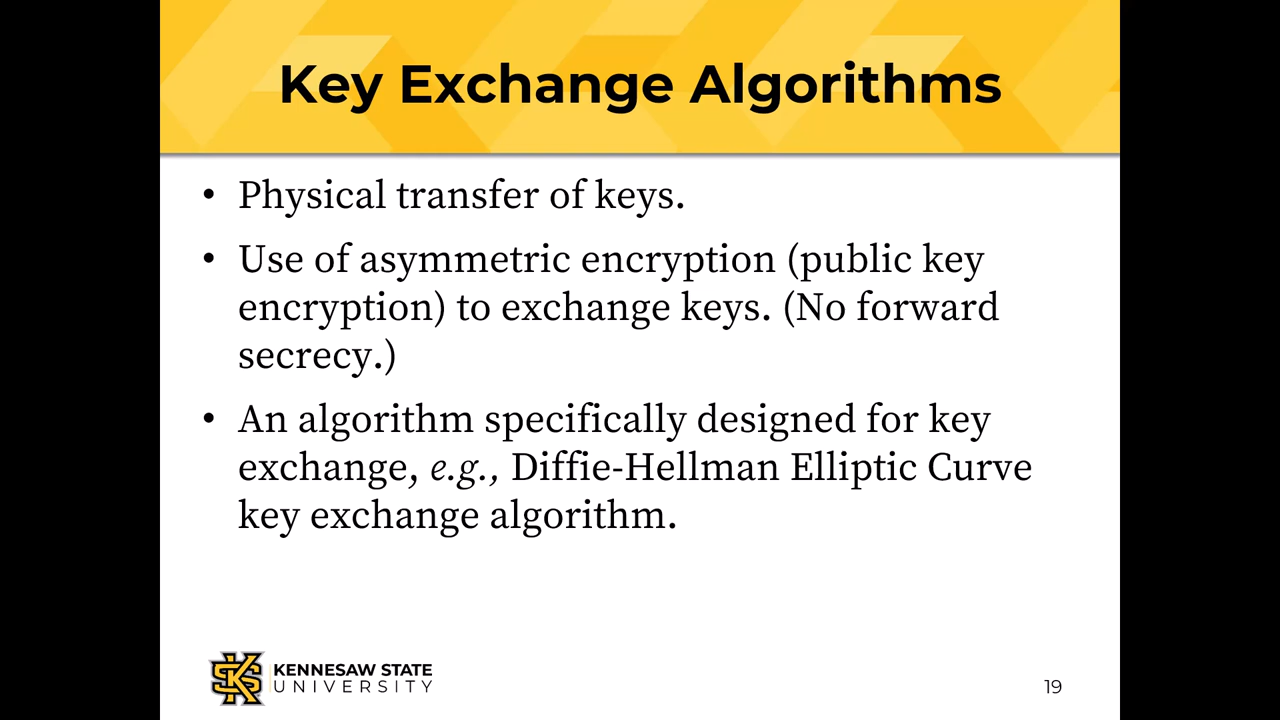 Key Exchange Algorithms
• Physical transfer of keys.
• Use of asymmetric encryption (public key
encryption) to exchange keys. (No forward
secrecy.)
• An algorithm specifically designed for key
exchange, e.g., Diffie-Hellman Elliptic Curve
key exchange algorithm.
KS
KENNESAW STATE
UNIVERSITY
19